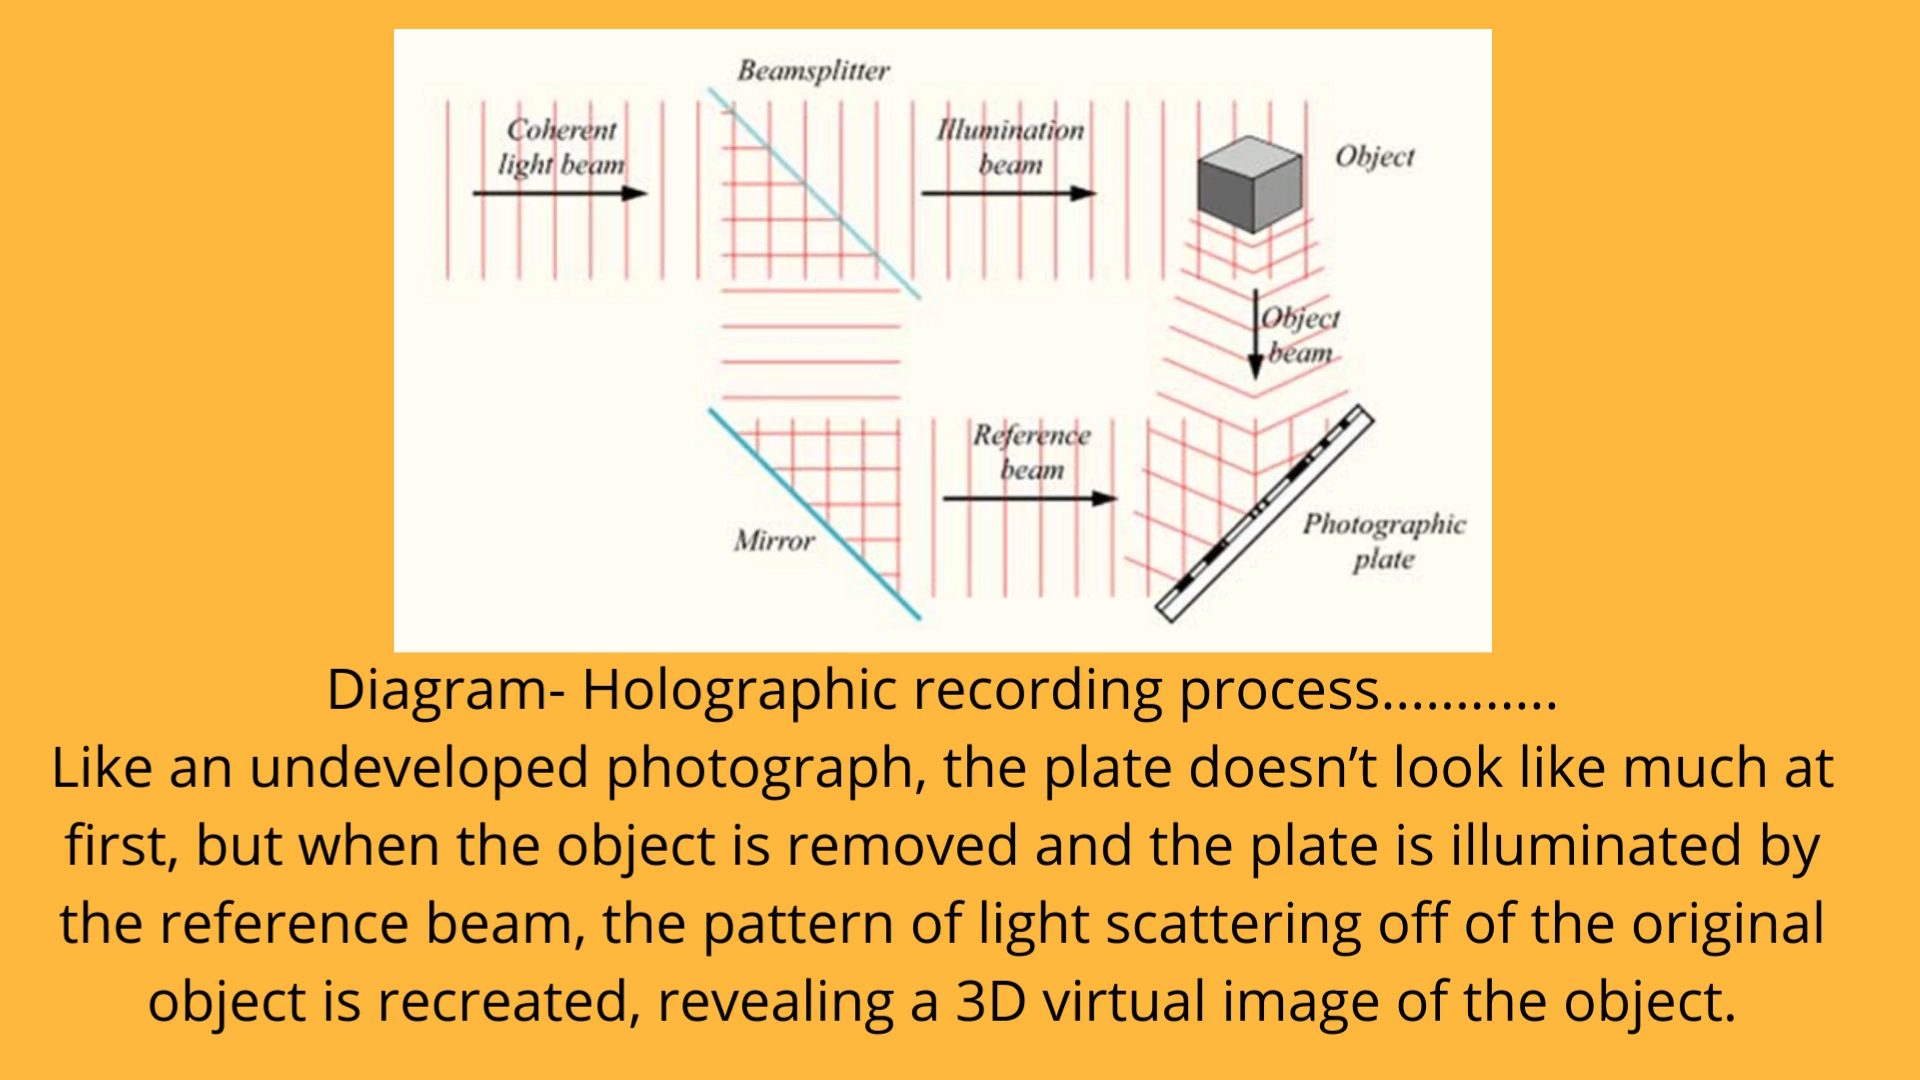 Beamsplitter
Coherent
light beam
Illumination
beam
Object
Object
beam
Reference
beam
Mirror
Photographic
plate
Diagram- Holographic recording process............
Like an undeveloped photograph, the plate doesn’t look like much at
first, but when the object is removed and the plate is illuminated by
the reference beam, the pattern of light scattering off of the original
object is recreated, revealing a 3D virtual image of the object.